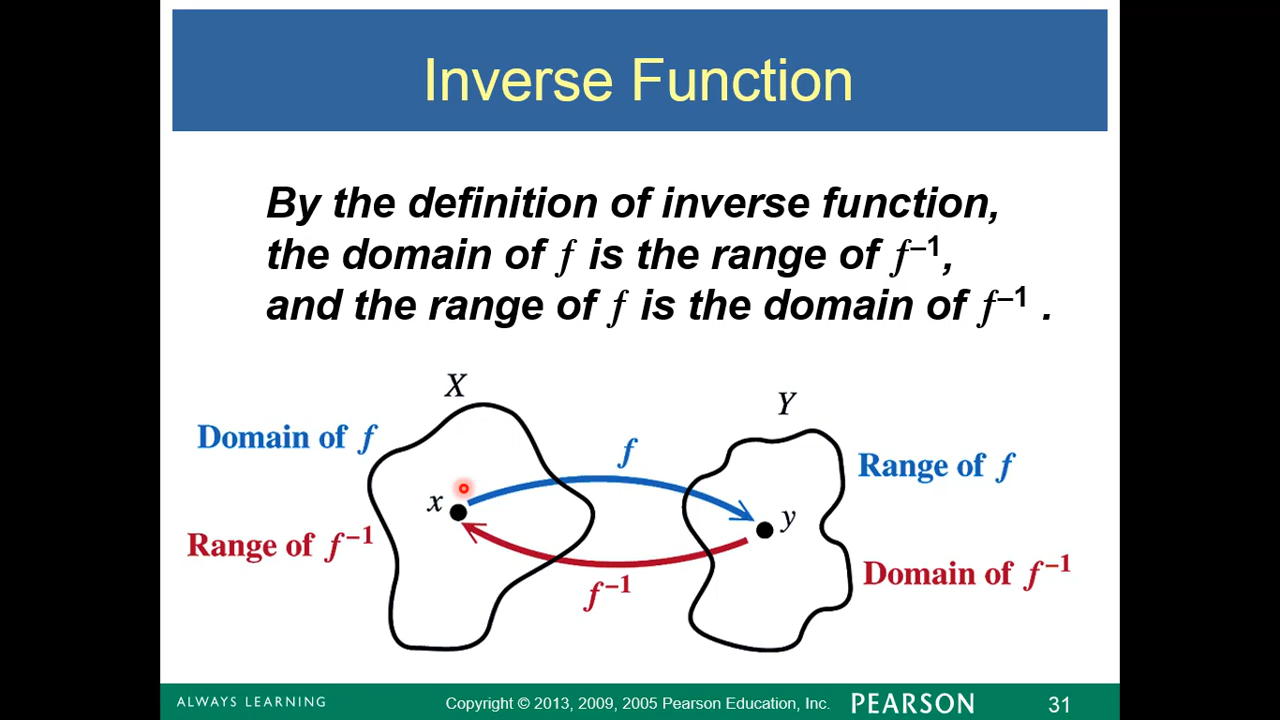 Inverse Function
By the definition of inverse function,
the domain of f is the range of f⁻¹,
and the range of f is the domain of f⁻¹ .
X
Y
Domain of f
f
Range of f
x
y
Range of f⁻¹
f⁻¹
Domain of f⁻¹
ALWAYS LEARNING
Copyright © 2013, 2009, 2005 Pearson Education, Inc.
PEARSON
31